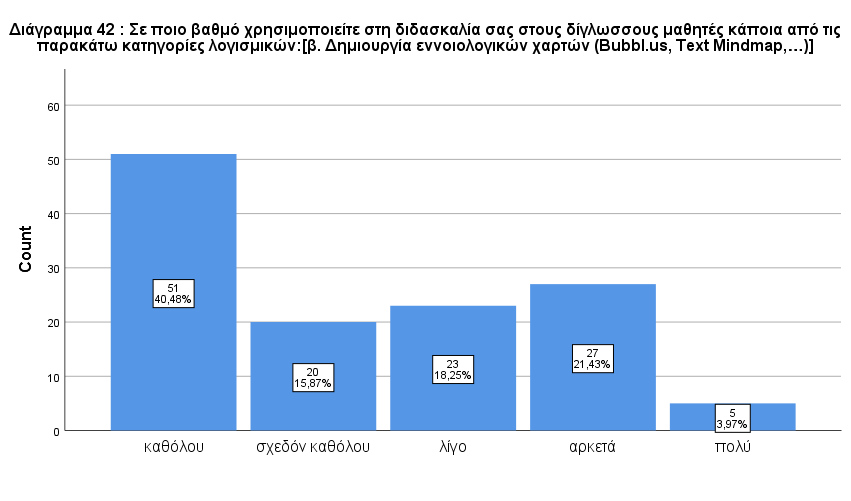 Διάγραμμα 42 : Σε ποιο βαθμό χρησιμοποιείτε στη διδασκαλία σας στους δίγλωσσους μαθητές κάποια από τις
παρακάτω κατηγορίες λογισμικών:[β. Δημιουργία εννοιολογικών χαρτών (Bubbl.us, Text Mindmap,…)]
Count
60
50
40
30
20
10
0
51
40,48%
20
15,87%
23
18,25%
27
21,43%
5
3,97%
καθόλου
σχεδόν καθόλου
λίγο
αρκετά
πολύ